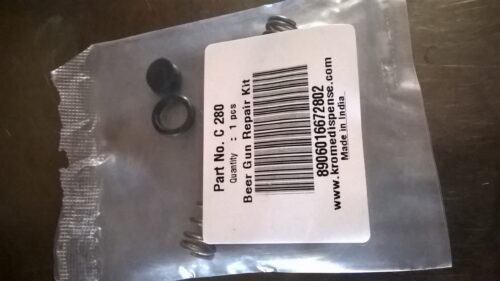 Part No. C 280
Quantity : 1 pcs
Beer Gun Repair Kit
8906016672802
www.kromedispense.com
Made in India